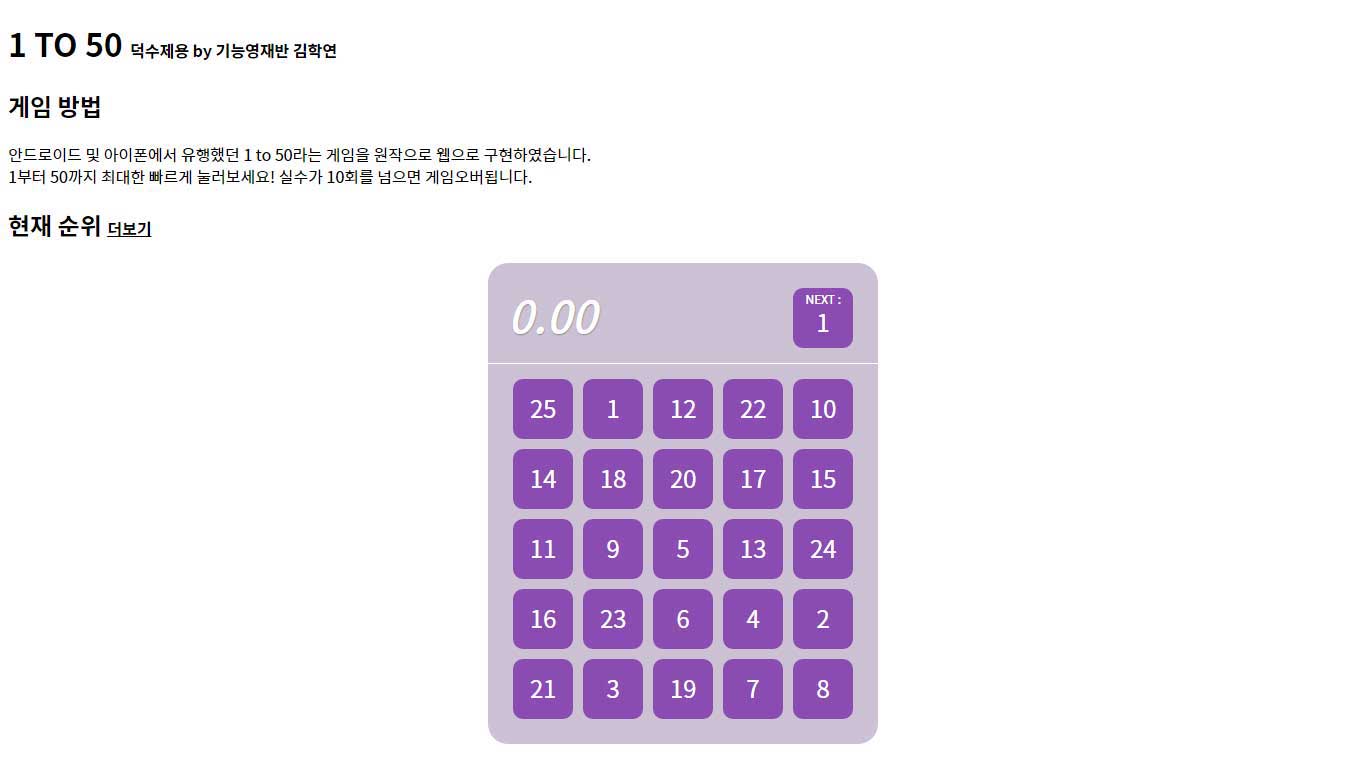 1 TO 50 덕수제용 by 기능영재반 김학연
게임 방법
안드로이드 및 아이폰에서 유행했던 1 to 50라는 게임을 원작으로 웹으로 구현하였습니다.
1부터 50까지 최대한 빠르게 눌러보세요! 실수가 10회를 넘으면 게임오버됩니다.
현재 순위 더보기
0.00
NEXT :
1
25 1 12 22 10
14 18 20 17 15
11 9 5 13 24
16 23 6 4 2
21 3 19 7 8